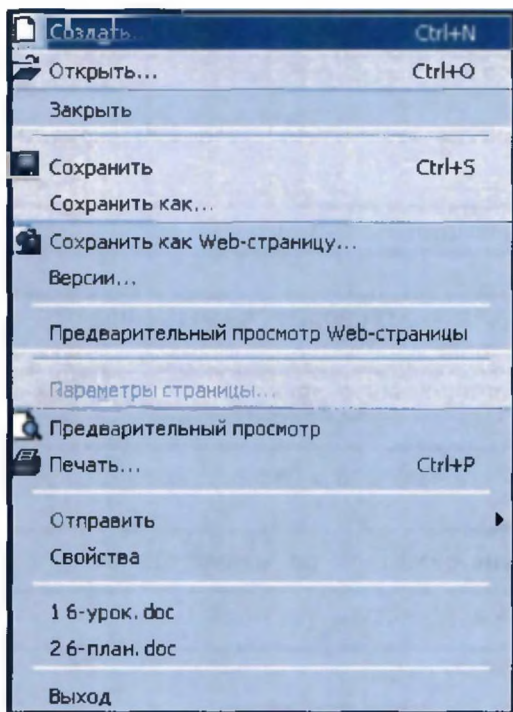 Создать... Ctrl+N
Открыть... Ctrl+O
Закрыть
Сохранить Ctrl+S
Сохранить как...
Сохранить как Web-страницу...
Версии...
Предварительный просмотр Web-страницы
Параметры страницы...
Предварительный просмотр
Печать... Ctrl+P
Отправить
Свойства
1 6-урок.doc
2 6-план.doc
Выход